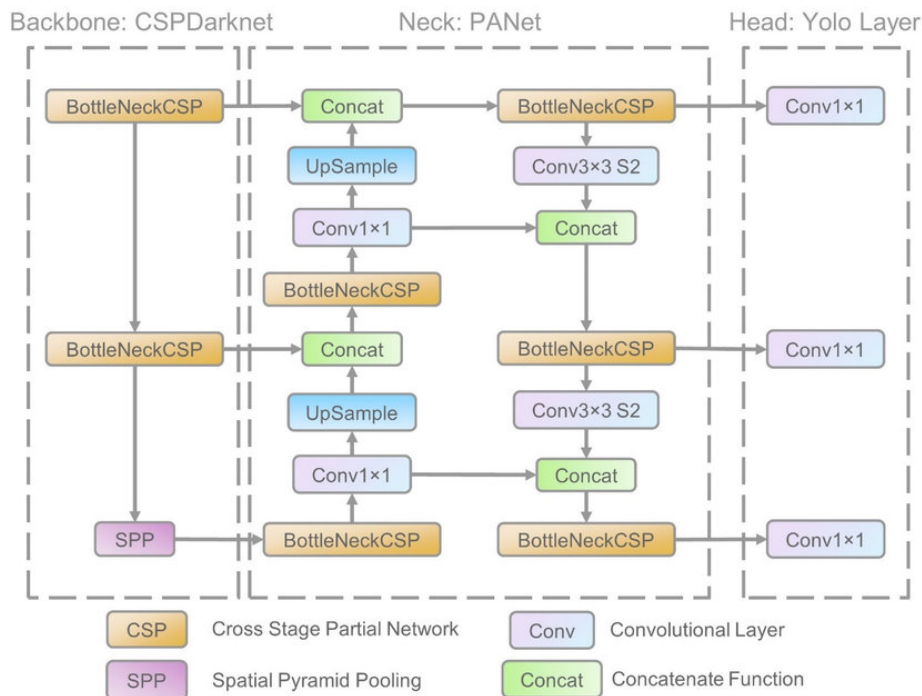 Backbone: CSPDarknet
Neck: PANet
Head: Yolo Layer
BottleNeckCSP
Concat
BottleNeckCSP
Conv1×1
UpSample
Conv3×3 S2
Conv1×1
Concat
BottleNeckCSP
BottleNeckCSP
Concat
BottleNeckCSP
Conv1×1
UpSample
Conv3×3 S2
Conv1×1
Concat
SPP
BottleNeckCSP
BottleNeckCSP
Conv1×1
CSP
Cross Stage Partial Network
Conv
Convolutional Layer
SPP
Spatial Pyramid Pooling
Concat
Concatenate Function